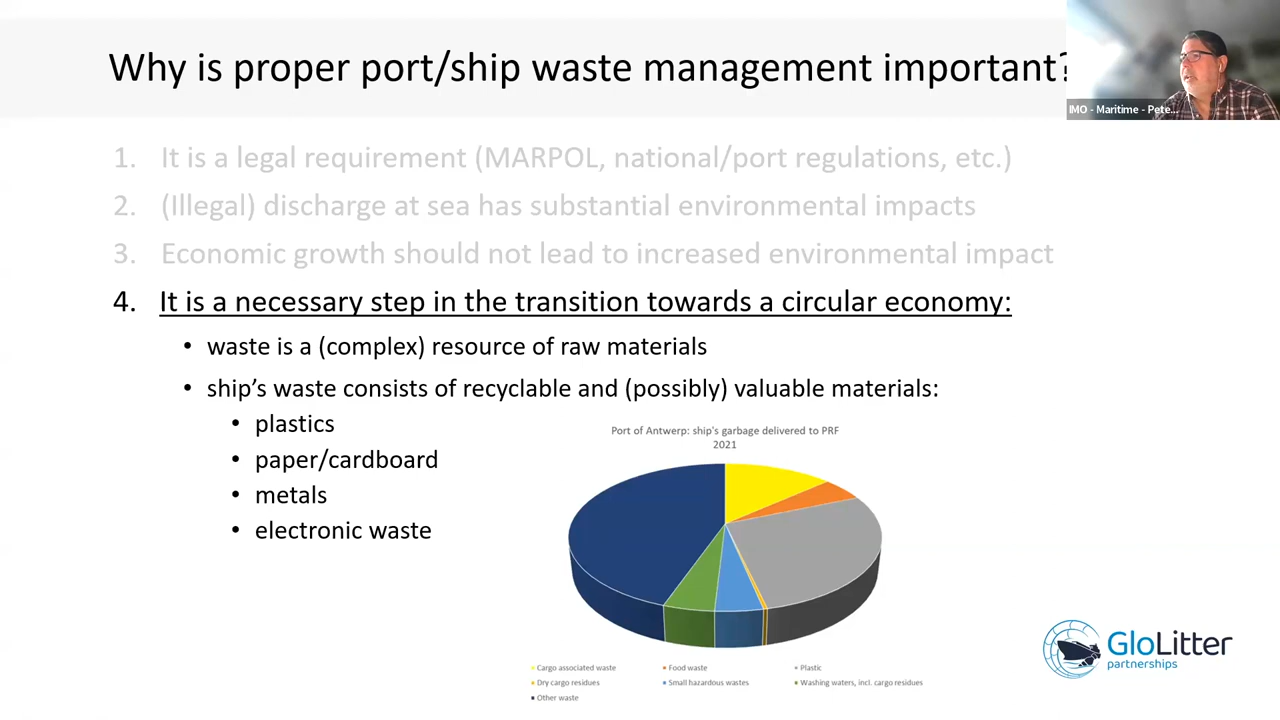 Why is proper port/ship waste management important?
IMO - Maritime - Pete...
1. It is a legal requirement (MARPOL, national/port regulations, etc.)
2. (Illegal) discharge at sea has substantial environmental impacts
3. Economic growth should not lead to increased environmental impact
4. It is a necessary step in the transition towards a circular economy:
• waste is a (complex) resource of raw materials
• ship’s waste consists of recyclable and (possibly) valuable materials:
• plastics
• paper/cardboard
• metals
• electronic waste
Port of Antwerp: ship's garbage delivered to PRF
2021
Cargo associated waste Food waste Plastic
Dry cargo residues Small hazardous wastes Washing waters, incl. cargo residues
Other waste
GloLitter
partnerships